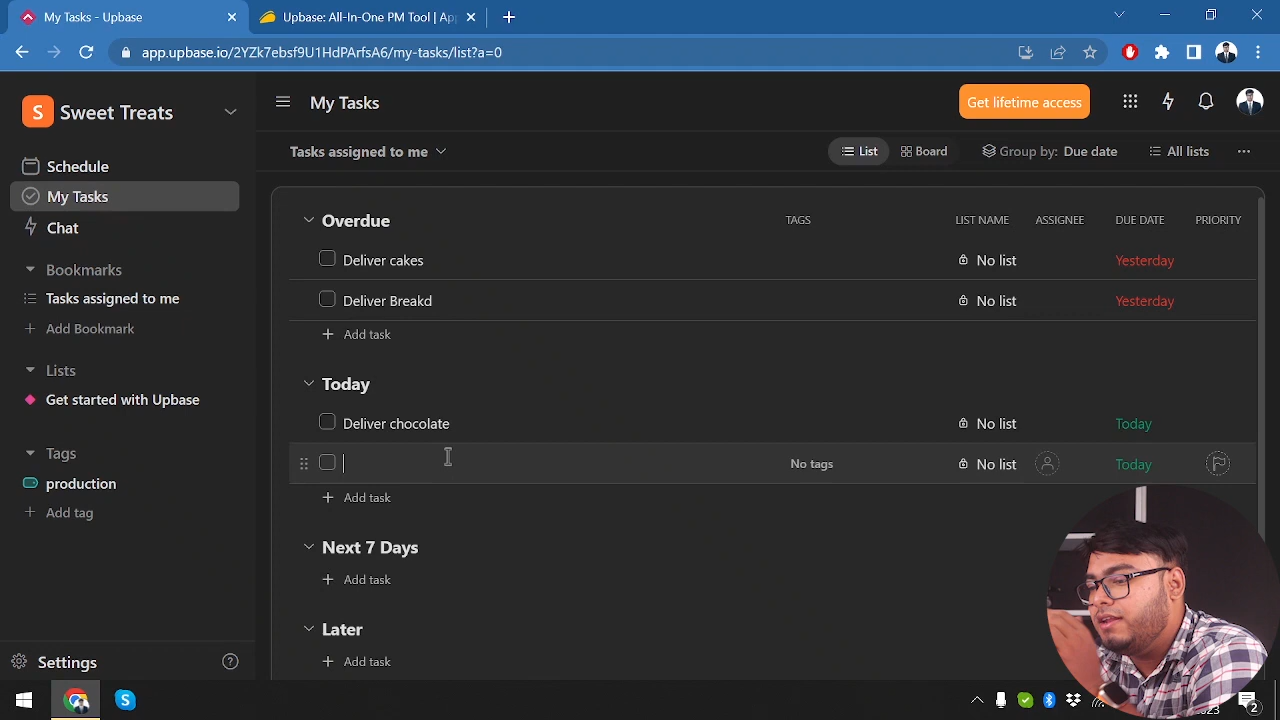 My Tasks - Upbase
Upbase: All-In-One PM Tool | Ap
app.upbase.io/2YZk7ebsf9U1HdPArfsA6/my-tasks/list?a=0
S Sweet Treats
My Tasks
Get lifetime access
Schedule
My Tasks
Chat
Bookmarks
Tasks assigned to me
Add Bookmark
Lists
Get started with Upbase
Tags
production
Add tag
Settings
Tasks assigned to me
List
Board
Group by: Due date
All lists
Overdue TAGS LIST NAME ASSIGNEE DUE DATE PRIORITY
Deliver cakes No list Yesterday
Deliver Breakd No list Yesterday
Add task
Today
Deliver chocolate No list Today
No tags No list Today
Add task
Next 7 Days
Add task
Later
Add task
2